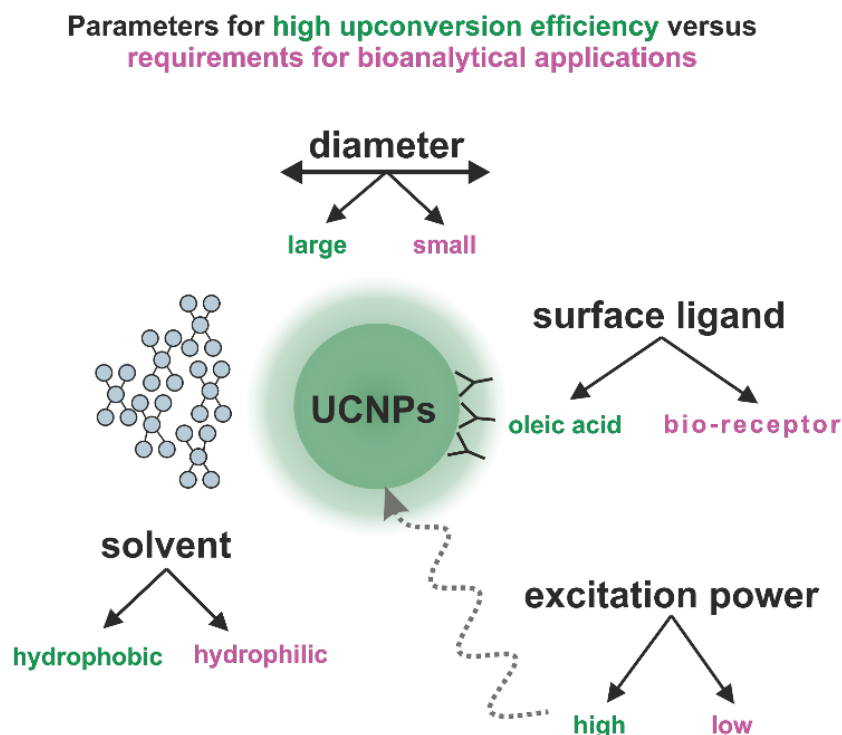 Parameters for high upconversion efficiency versus
requirements for bioanalytical applications
diameter
large small
surface ligand
UCNPs
oleic acid bio-receptor
solvent
excitation power
hydrophobic hydrophilic
high low